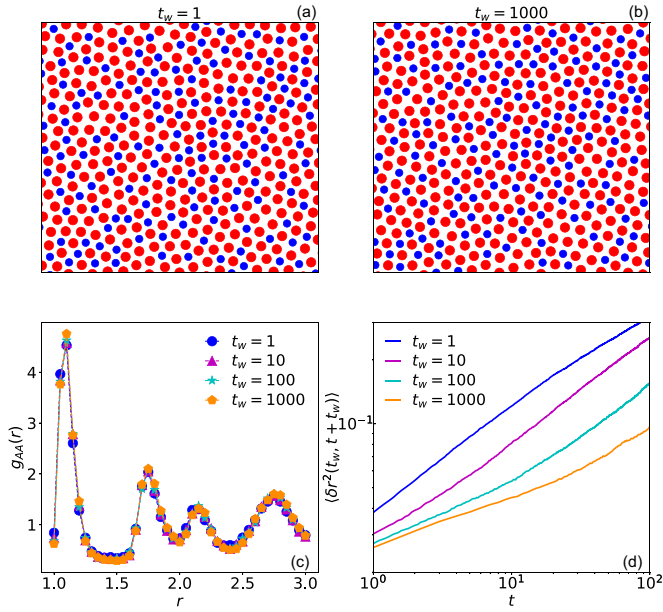 t_w = 1
(a)
t_w = 1000
(b)
g_AA(r)
4
3
2
1
1.0
1.5
2.0
2.5
3.0
r
t_w = 1
t_w = 10
t_w = 100
t_w = 1000
(c)
⟨δr²(t_w, t + t_w)⟩
10⁻¹
10⁰
10¹
10²
t
t_w = 1
t_w = 10
t_w = 100
t_w = 1000
(d)